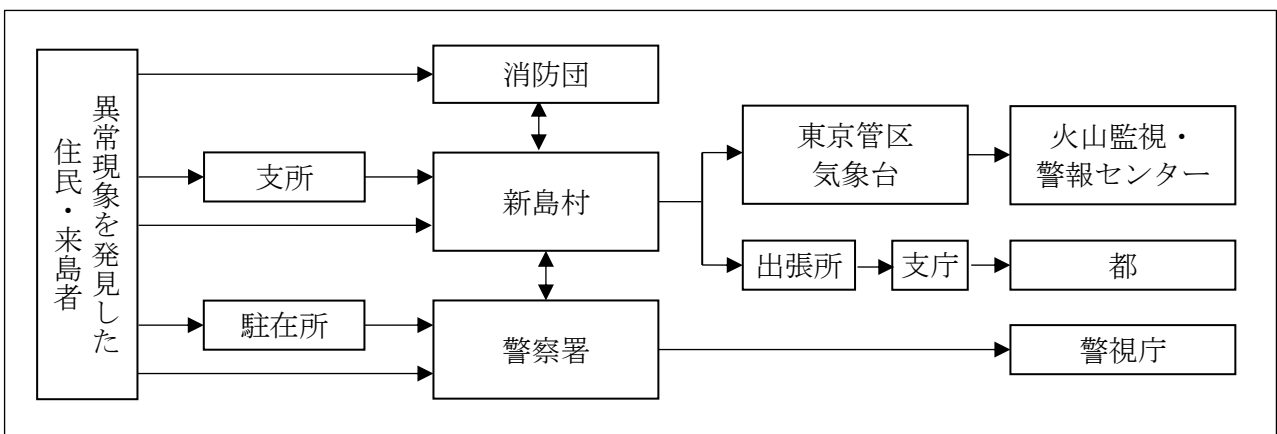 異常現象を発見した
住民・来島者
消防団
支所
新島村
駐在所
警察署
東京管区
気象台
火山監視・
警報センター
出張所
支庁
都
警視庁